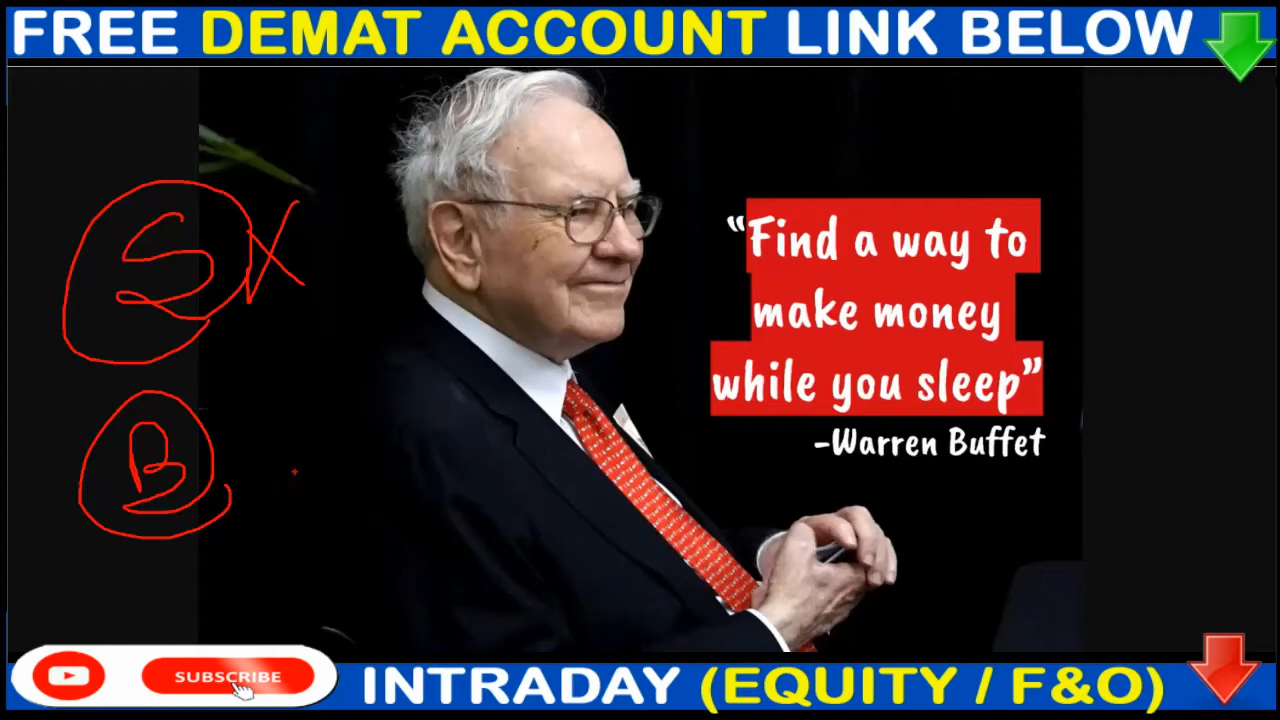 FREE DEMAT ACCOUNT LINK BELOW
S X
B
“Find a way to
make money
while you sleep”
-Warren Buffet
SUBSCRIBE
INTRADAY (EQUITY / F&O)